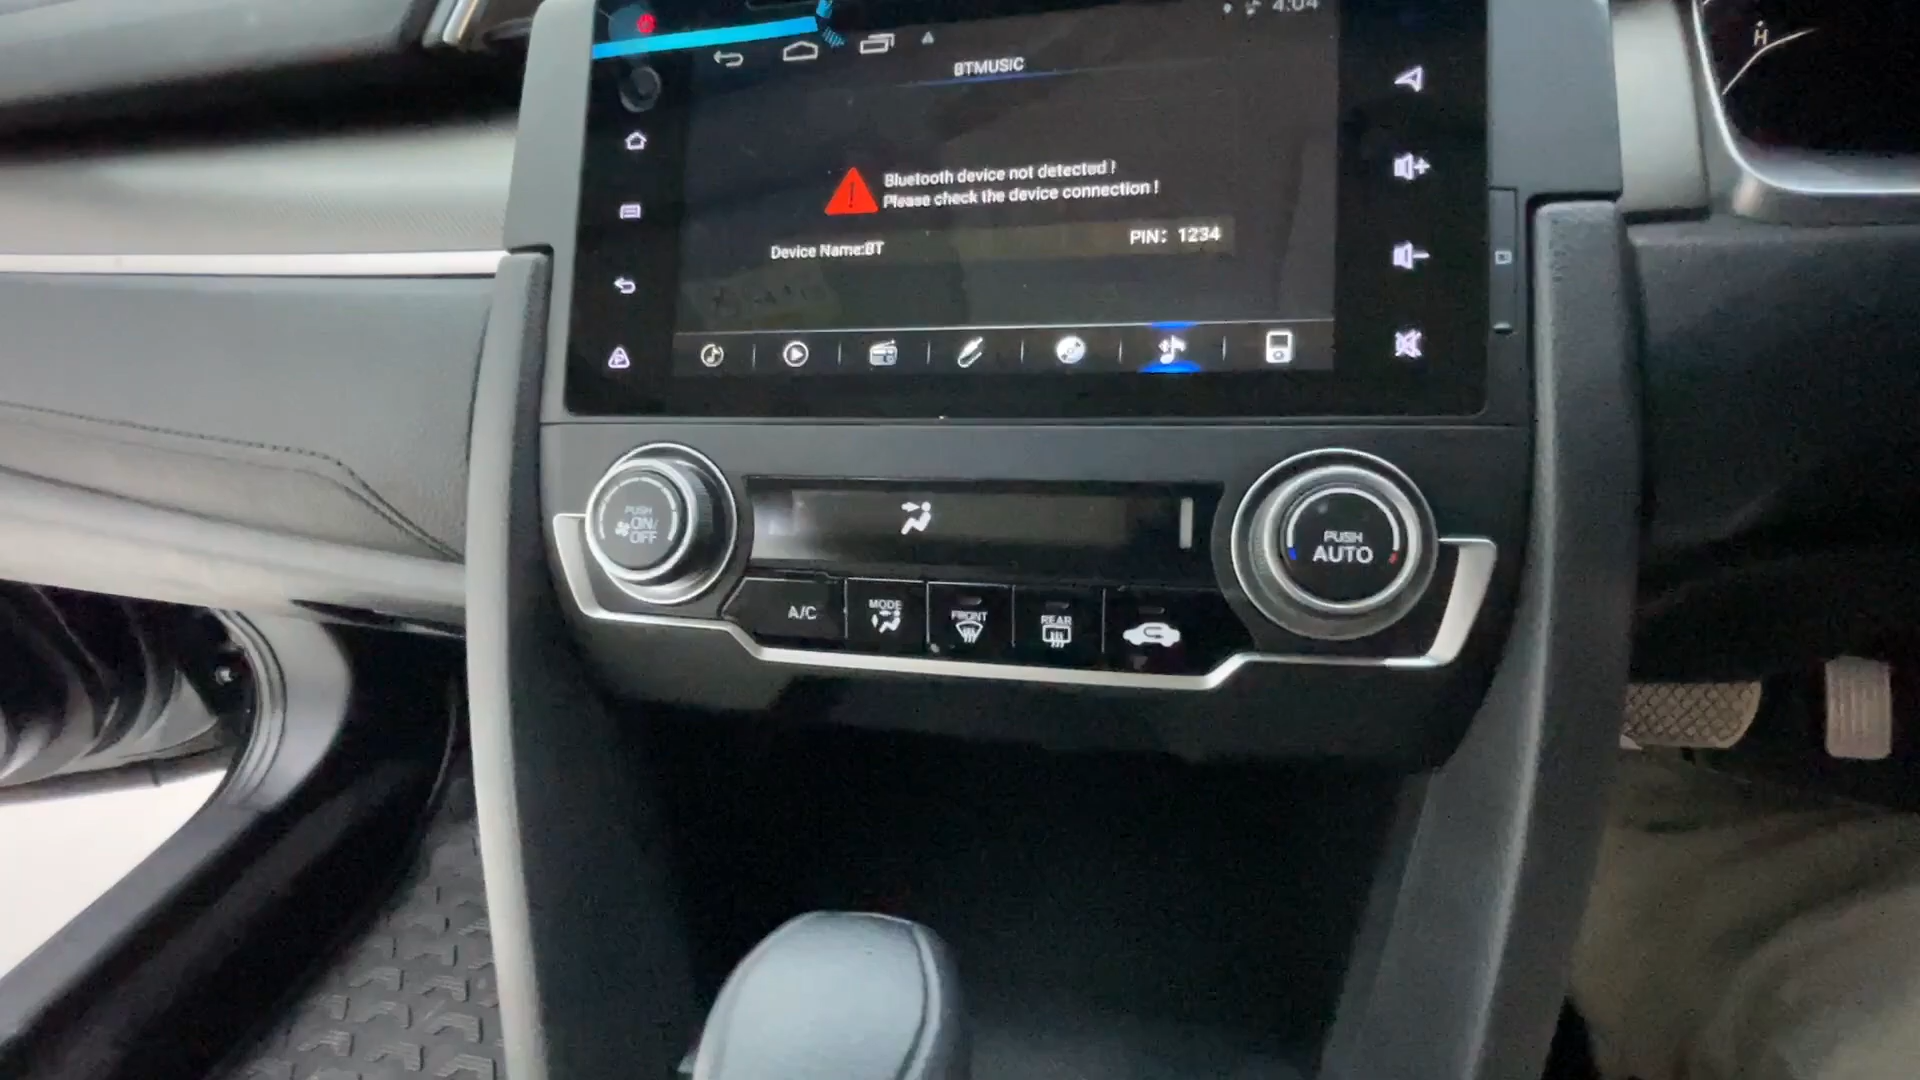 4:04
BTMUSIC
Bluetooth device not detected !
Please check the device connection !
Device Name:BT
PIN: 1234
H
PUSH
ON/
OFF
PUSH
AUTO
A/C
MODE
FRONT
REAR